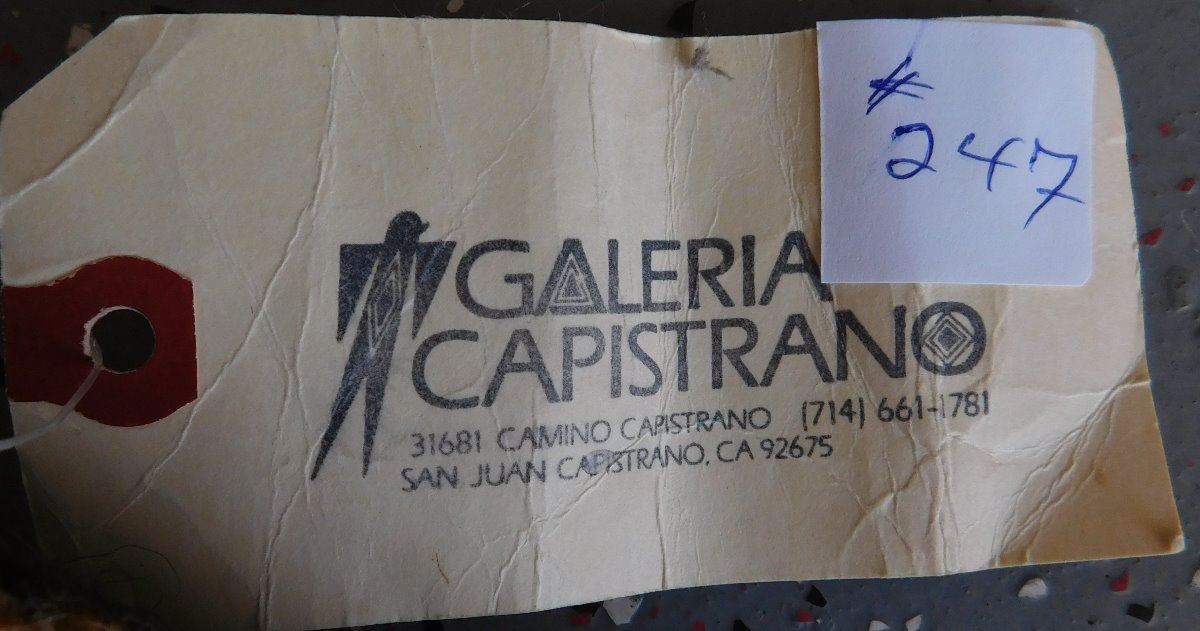 #
247
GALERIA
CAPISTRANO
31681 CAMINO CAPISTRANO (714) 661-1781
SAN JUAN CAPISTRANO, CA 92675